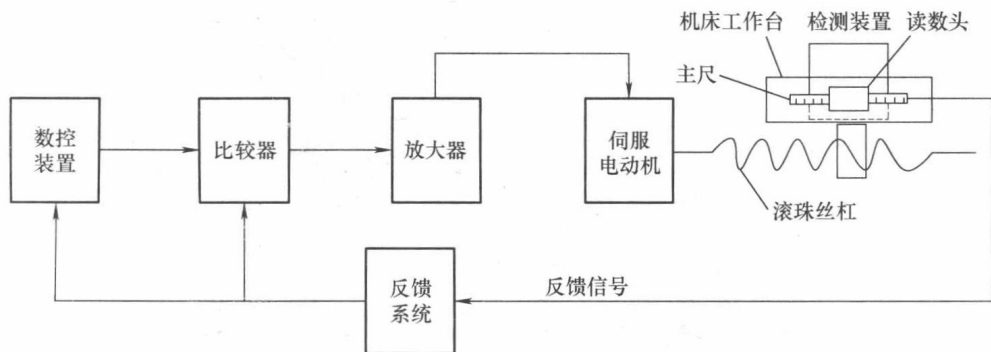 机床工作台 检测装置 读数头
主尺
数控
装置
比较器
放大器
伺服
电动机
滚珠丝杠
反馈
系统
反馈信号